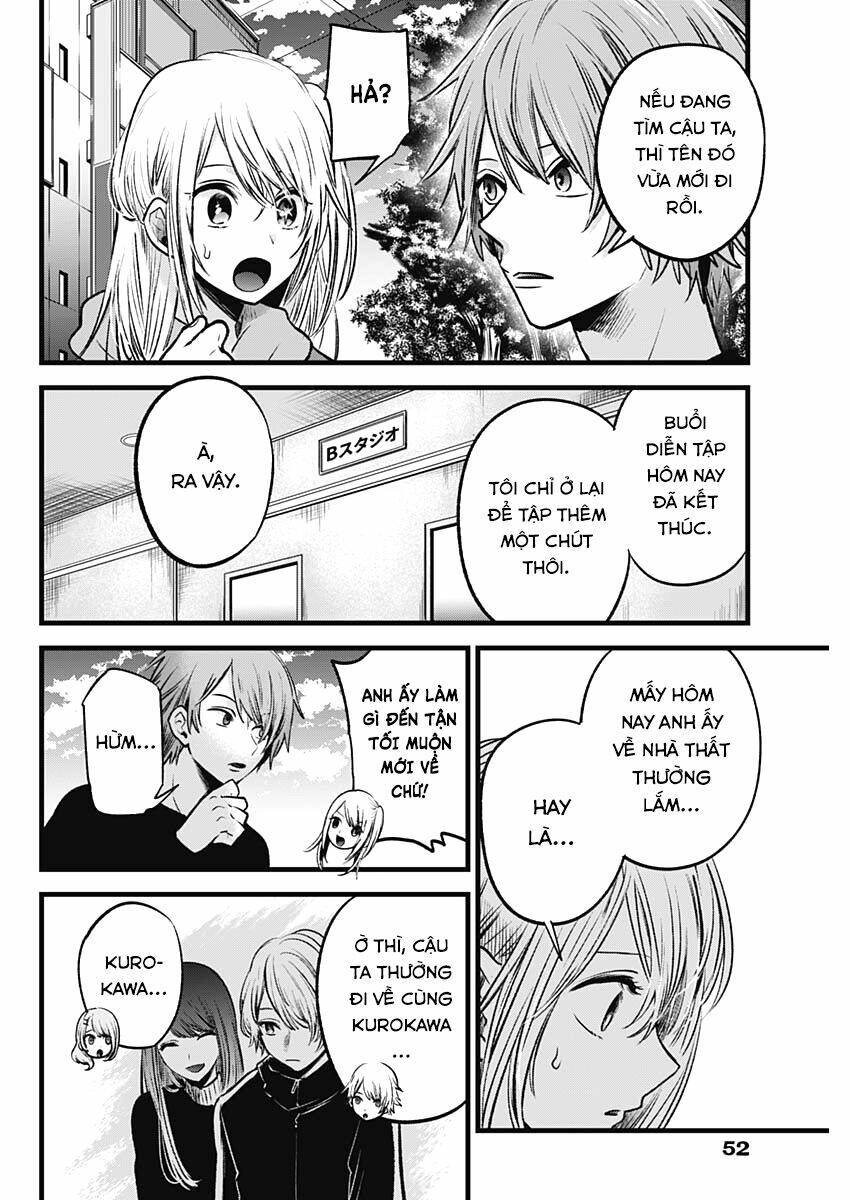 NẾU ĐANG
TÌM CẬU TA,
THÌ TÊN ĐÓ
VỪA MỚI ĐI
RỒI.
HẢ?
BUỔI
DIỄN TẬP
HÔM NAY
ĐÃ KẾT
THÚC.
TÔI CHỈ Ở LẠI
ĐỂ TẬP THÊM
MỘT CHÚT
THÔI.
Bスタジオ
À,
RA VẬY.
MẤY HÔM
NAY ANH ẤY
VỀ NHÀ THẤT
THƯỜNG
LẮM...
HAY
LÀ...
ANH ẤY LÀM
GÌ ĐẾN TẬN
TỐI MUỘN
MỚI VỀ
CHỨ!
HỪM...
Ờ THÌ, CẬU
TA THƯỜNG
ĐI VỀ CÙNG
KUROKAWA
...
KURO-
KAWA...
52